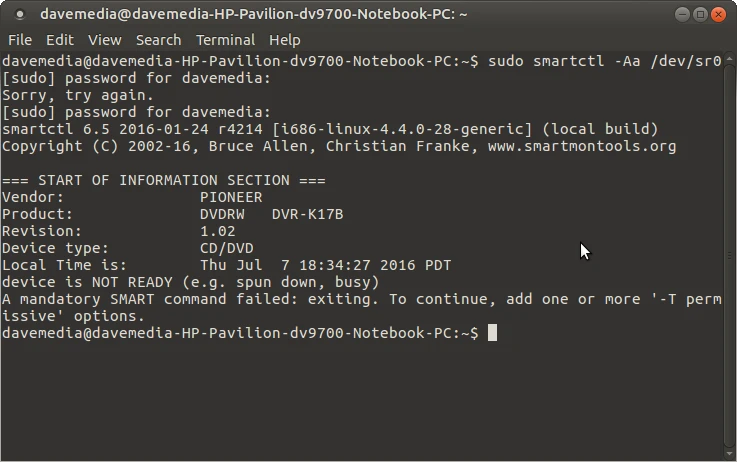 davemedia@davemedia-HP-Pavilion-dv9700-Notebook-PC: ~
File Edit View Search Terminal Help
davemedia@davemedia-HP-Pavilion-dv9700-Notebook-PC:~$ sudo smartctl -Aa /dev/sr0
[sudo] password for davemedia:
Sorry, try again.
[sudo] password for davemedia:
smartctl 6.5 2016-01-24 r4214 [i686-linux-4.4.0-28-generic] (local build)
Copyright (C) 2002-16, Bruce Allen, Christian Franke, www.smartmontools.org
=== START OF INFORMATION SECTION ===
Vendor:               PIONEER
Product:              DVDRW   DVR-K17B
Revision:             1.02
Device type:          CD/DVD
Local Time is:        Thu Jul  7 18:34:27 2016 PDT
device is NOT READY (e.g. spun down, busy)
A mandatory SMART command failed: exiting. To continue, add one or more '-T perm
issive' options.
davemedia@davemedia-HP-Pavilion-dv9700-Notebook-PC:~$